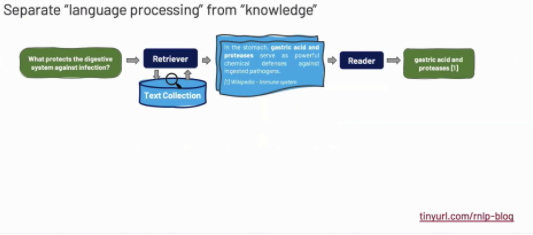 Separate “language processing” from “knowledge”
What protects the digestive
system against infection?
Retriever
Text Collection
In the stomach, gastric acid and
proteases serve as powerful
chemical defenses against
ingested pathogens.
[1] Wikipedia - Immune system
Reader
gastric acid and
proteases [1]
tinyurl.com/rnlp-blog